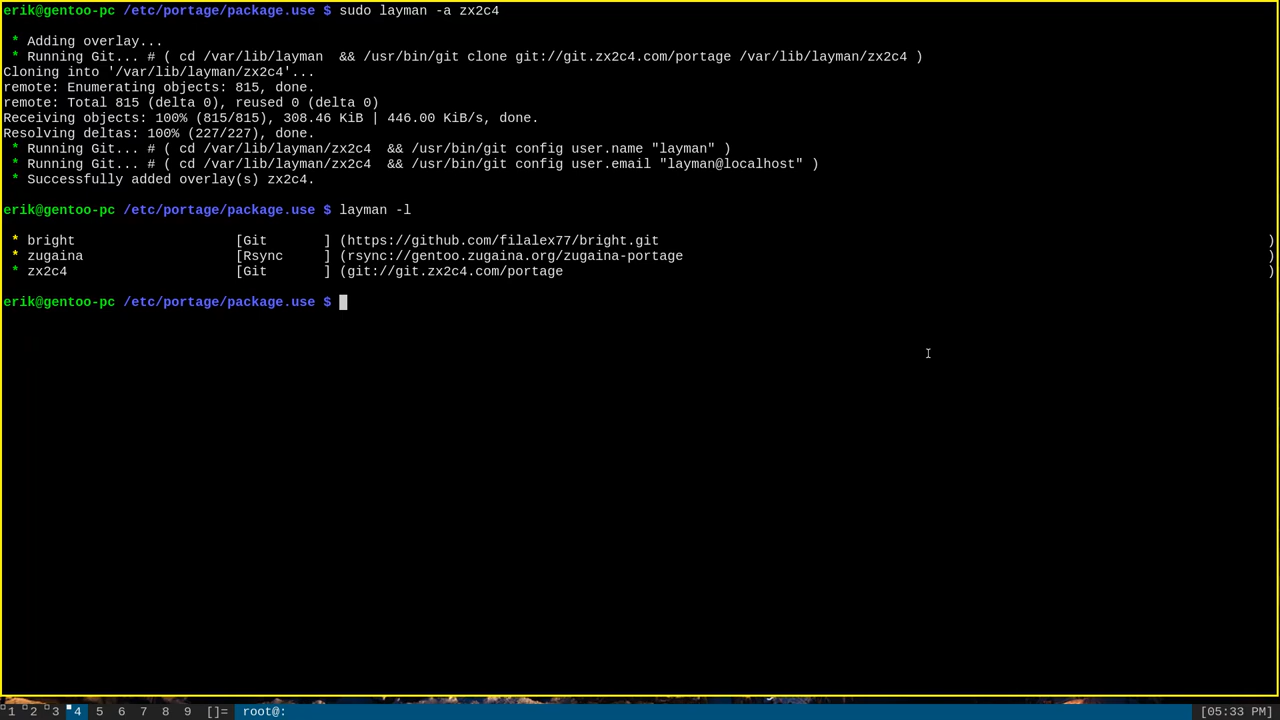 erik@gentoo-pc /etc/portage/package.use $ sudo layman -a zx2c4
* Adding overlay...
* Running Git... # ( cd /var/lib/layman  && /usr/bin/git clone git://git.zx2c4.com/portage /var/lib/layman/zx2c4 )
Cloning into '/var/lib/layman/zx2c4'...
remote: Enumerating objects: 815, done.
remote: Total 815 (delta 0), reused 0 (delta 0)
Receiving objects: 100% (815/815), 308.46 KiB | 446.00 KiB/s, done.
Resolving deltas: 100% (227/227), done.
* Running Git... # ( cd /var/lib/layman/zx2c4  && /usr/bin/git config user.name "layman" )
* Running Git... # ( cd /var/lib/layman/zx2c4  && /usr/bin/git config user.email "layman@localhost" )
* Successfully added overlay(s) zx2c4.
erik@gentoo-pc /etc/portage/package.use $ layman -l
* bright                    [Git       ] (https://github.com/filalex77/bright.git )
* zugaina                   [Rsync     ] (rsync://gentoo.zugaina.org/zugaina-portage )
* zx2c4                     [Git       ] (git://git.zx2c4.com/portage )
erik@gentoo-pc /etc/portage/package.use $
1 2 3 4 5 6 7 8 9 []= root@: [05:33 PM]